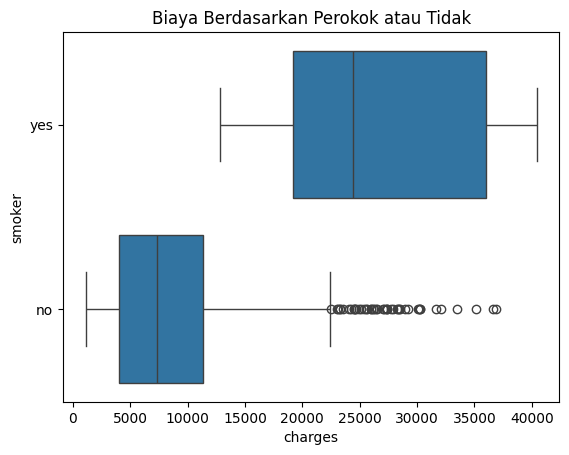 Biaya Berdasarkan Perokok atau Tidak
smoker
yes
no
0 5000 10000 15000 20000 25000 30000 35000 40000
charges